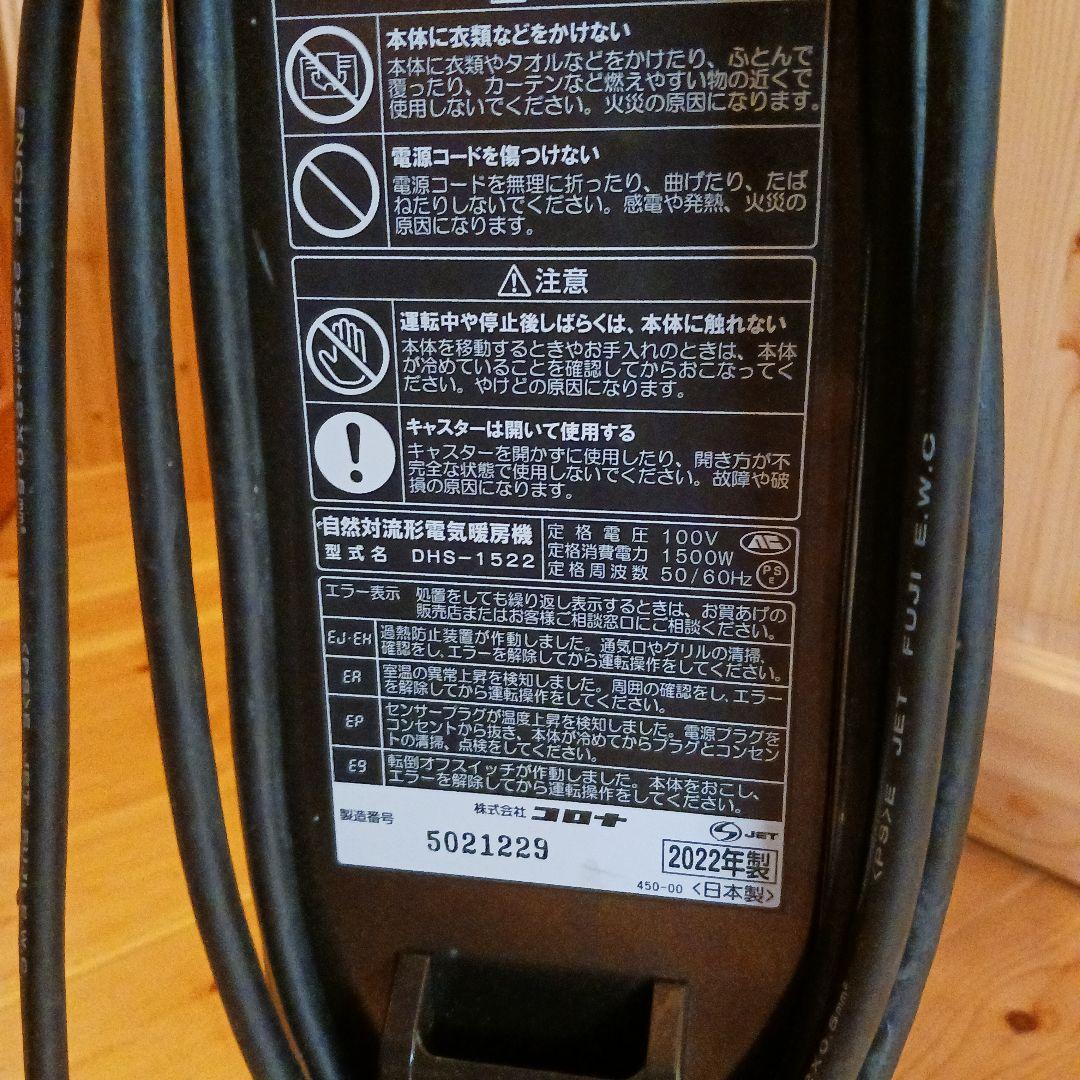 本体に衣類などをかけない
本体に衣類やタオルなどをかけたり、ふとんで
覆ったり、カーテンなど燃えやすい物の近くで
使用しないでください。火災の原因になります。
電源コードを傷つけない
電源コードを無理に折ったり、曲げたり、たば
ねたりしないでください。感電や発熱、火災の
原因になります。
注意
運転中や停止後しばらくは、本体に触れない
本体を移動するときやお手入れのときは、本体
が冷めていることを確認してからおこなってく
ださい。やけどの原因になります。
キャスターは開いて使用する
キャスターを開かずに使用したり、開き方が不
完全な状態で使用しないでください。故障や破
損の原因になります。
自然対流形電気暖房機
型式名 DHS-1522
定格電圧 100V
定格消費電力 1500W
定格周波数 50/60Hz
PS
E
エラー表示 処置をしても繰り返し表示するときは、お買あげの
販売店またはお客様ご相談窓口にご相談ください。
EJ・EH 過熱防止装置が作動しました。通気口やグリルの清掃、
確認をし、エラーを解除してから運転操作をしてください。
EA 室温の異常上昇を検知しました。周囲の確認をし、エラー
を解除してから運転操作をしてください。
EP センサープラグが温度上昇を検知しました。電源プラグを
コンセントから抜き、本体が冷めてからプラグとコンセン
トの清掃、点検をしてください。
E9 転倒オフスイッチが作動しました。本体をおこし、
エラーを解除してから運転操作をしてください。
製造番号
株式会社 コロナ
5021229
S JET
2022年製
450-00 <日本製>
<PS>E JET FUJI E.W.C